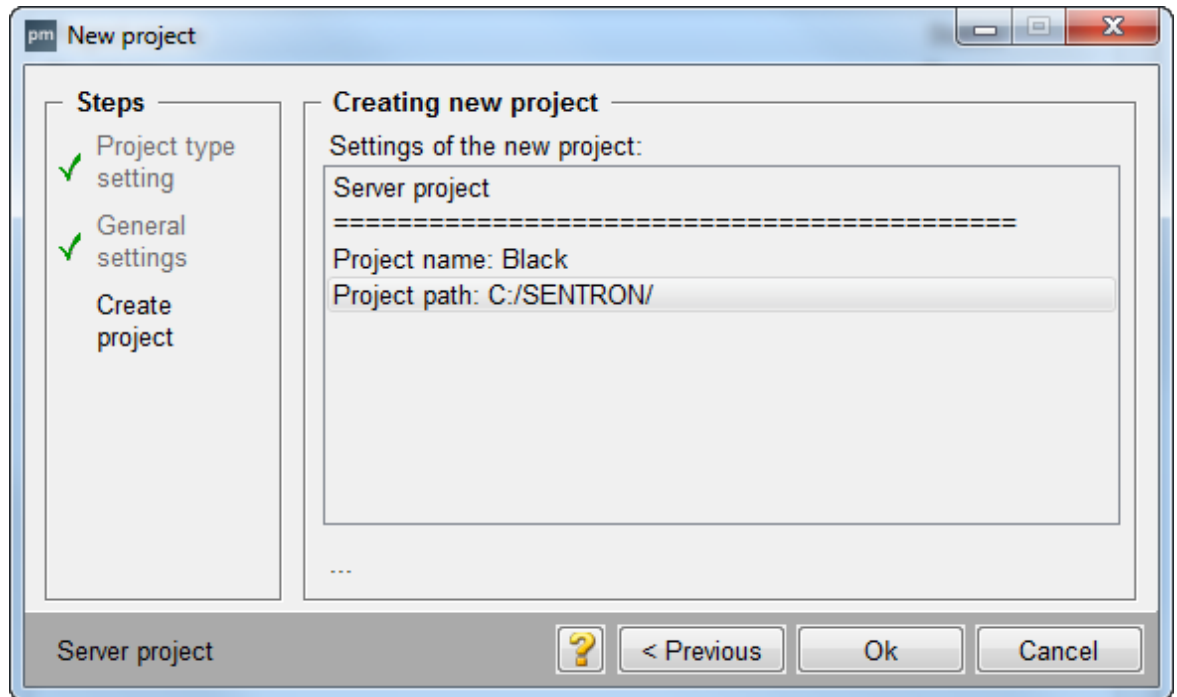 pm New project
Steps
Project type
setting
General
settings
Create
project
Creating new project
Settings of the new project:
Server project
===========================================
Project name: Black
Project path: C:/SENTRON/
---
Server project
?
< Previous
Ok
Cancel